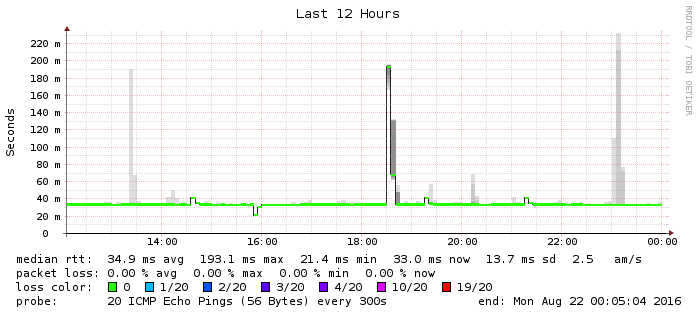 Last 12 Hours
RRDTOOL / TOBI OETIKER
Seconds
220 m
200 m
180 m
160 m
140 m
120 m
100 m
80 m
60 m
40 m
20 m
0
14:00 16:00 18:00 20:00 22:00 00:00
median rtt: 34.9 ms avg 193.1 ms max 21.4 ms min 33.0 ms now 13.7 ms sd 2.5 am/s
packet loss: 0.00 % avg 0.00 % max 0.00 % min 0.00 % now
loss color: 0 1/20 2/20 3/20 4/20 10/20 19/20
probe: 20 ICMP Echo Pings (56 Bytes) every 300s end: Mon Aug 22 00:05:04 2016